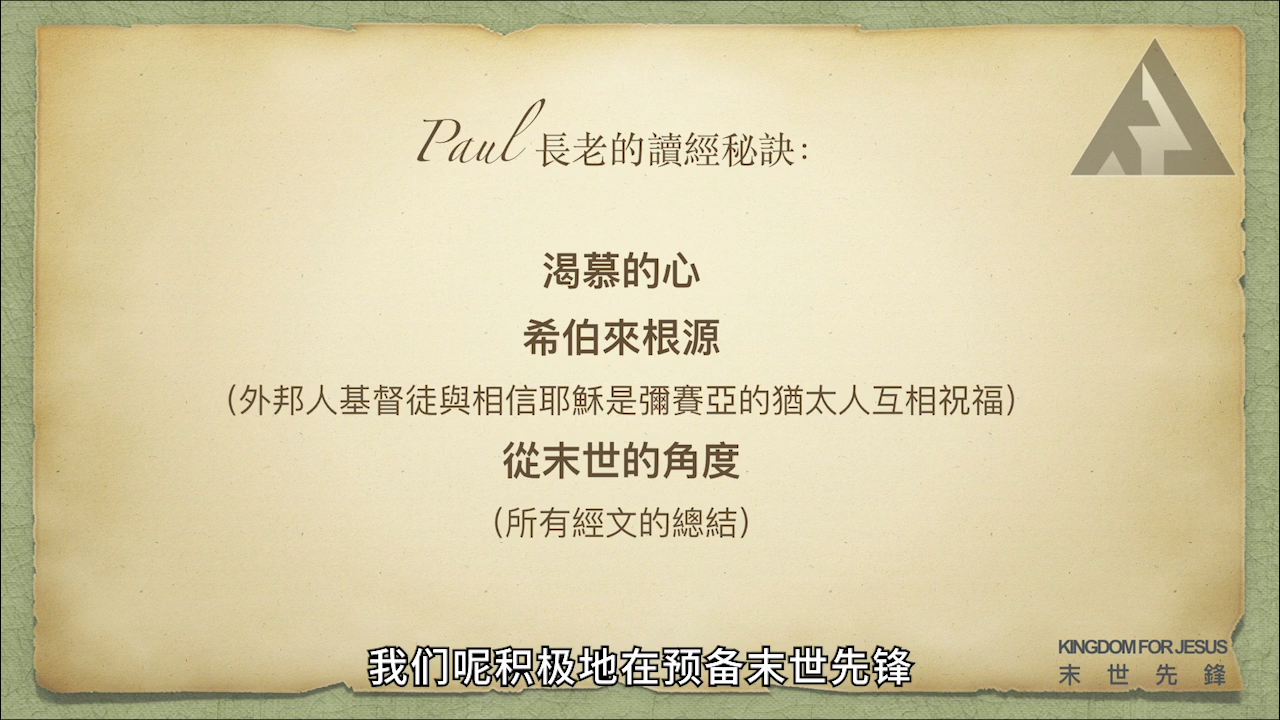 Paul 長老的讀經秘訣:
渴慕的心
希伯來根源
（外邦人基督徒與相信耶穌是彌賽亞的猶太人互相祝福）
從末世的角度
（所有經文的總結）
我们呢积极地在预备末世先锋
KINGDOM FOR JESUS
末世先鋒